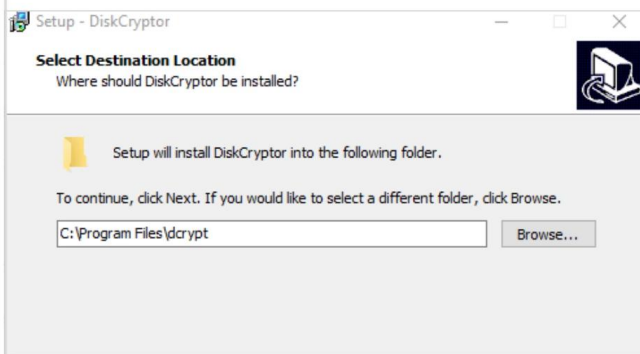 Setup - DiskCryptor
Select Destination Location
Where should DiskCryptor be installed?
Setup will install DiskCryptor into the following folder.
To continue, click Next. If you would like to select a different folder, click Browse.
C:\Program Files\dcrypt
Browse...